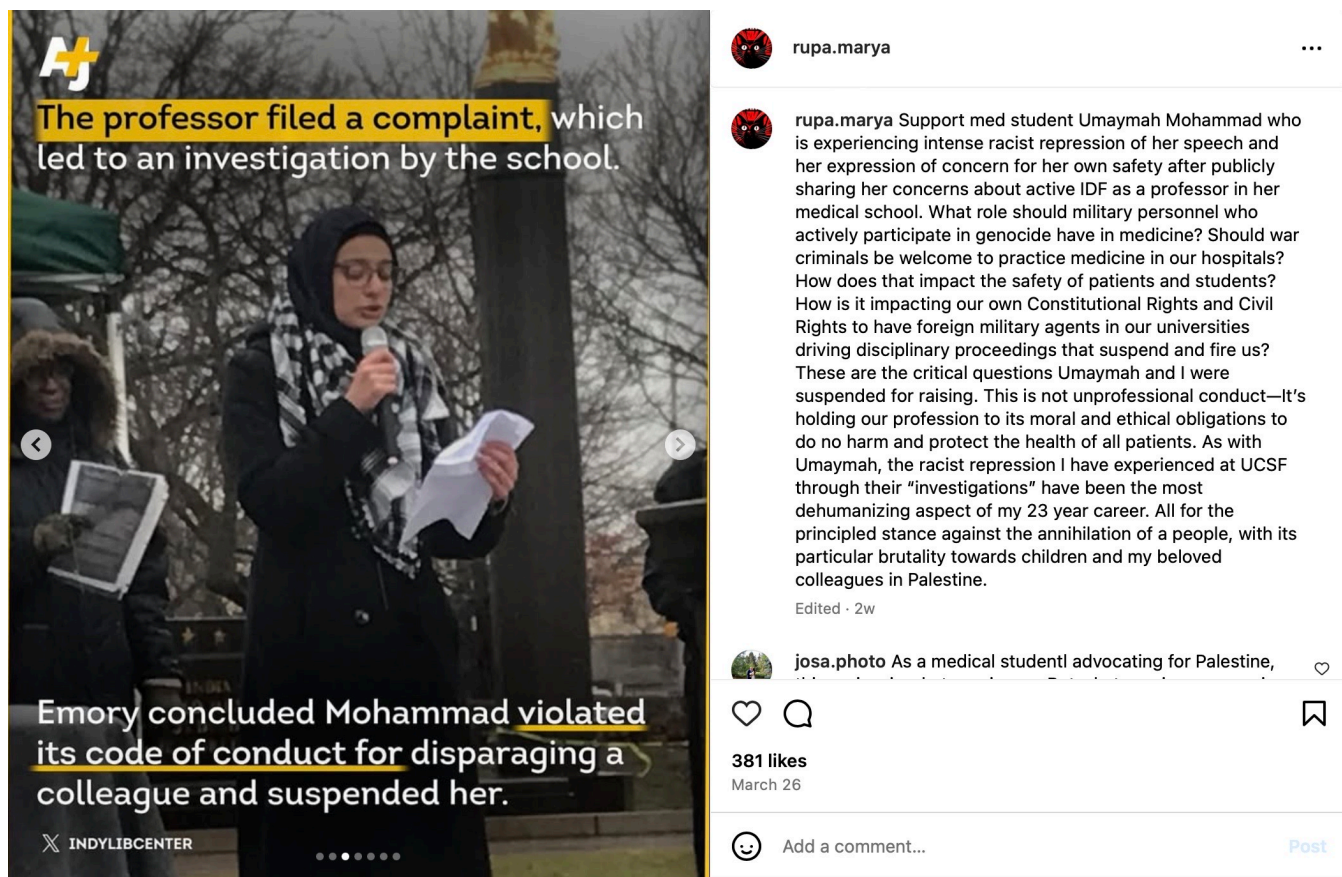 AJ+
The professor filed a complaint, which
led to an investigation by the school.
Emory concluded Mohammad violated
its code of conduct for disparaging a
colleague and suspended her.
X INDYLIBCENTER
rupa.marya
rupa.marya Support med student Umaymah Mohammad who
is experiencing intense racist repression of her speech and
her expression of concern for her own safety after publicly
sharing her concerns about active IDF as a professor in her
medical school. What role should military personnel who
actively participate in genocide have in medicine? Should war
criminals be welcome to practice medicine in our hospitals?
How does that impact the safety of patients and students?
How is it impacting our own Constitutional Rights and Civil
Rights to have foreign military agents in our universities
driving disciplinary proceedings that suspend and fire us?
These are the critical questions Umaymah and I were
suspended for raising. This is not unprofessional conduct—It’s
holding our profession to its moral and ethical obligations to
do no harm and protect the health of all patients. As with
Umaymah, the racist repression I have experienced at UCSF
through their “investigations” have been the most
dehumanizing aspect of my 23 year career. All for the
principled stance against the annihilation of a people, with its
particular brutality towards children and my beloved
colleagues in Palestine.
Edited · 2w
josa.photo As a medical studentl advocating for Palestine,
381 likes
March 26
Add a comment...
Post